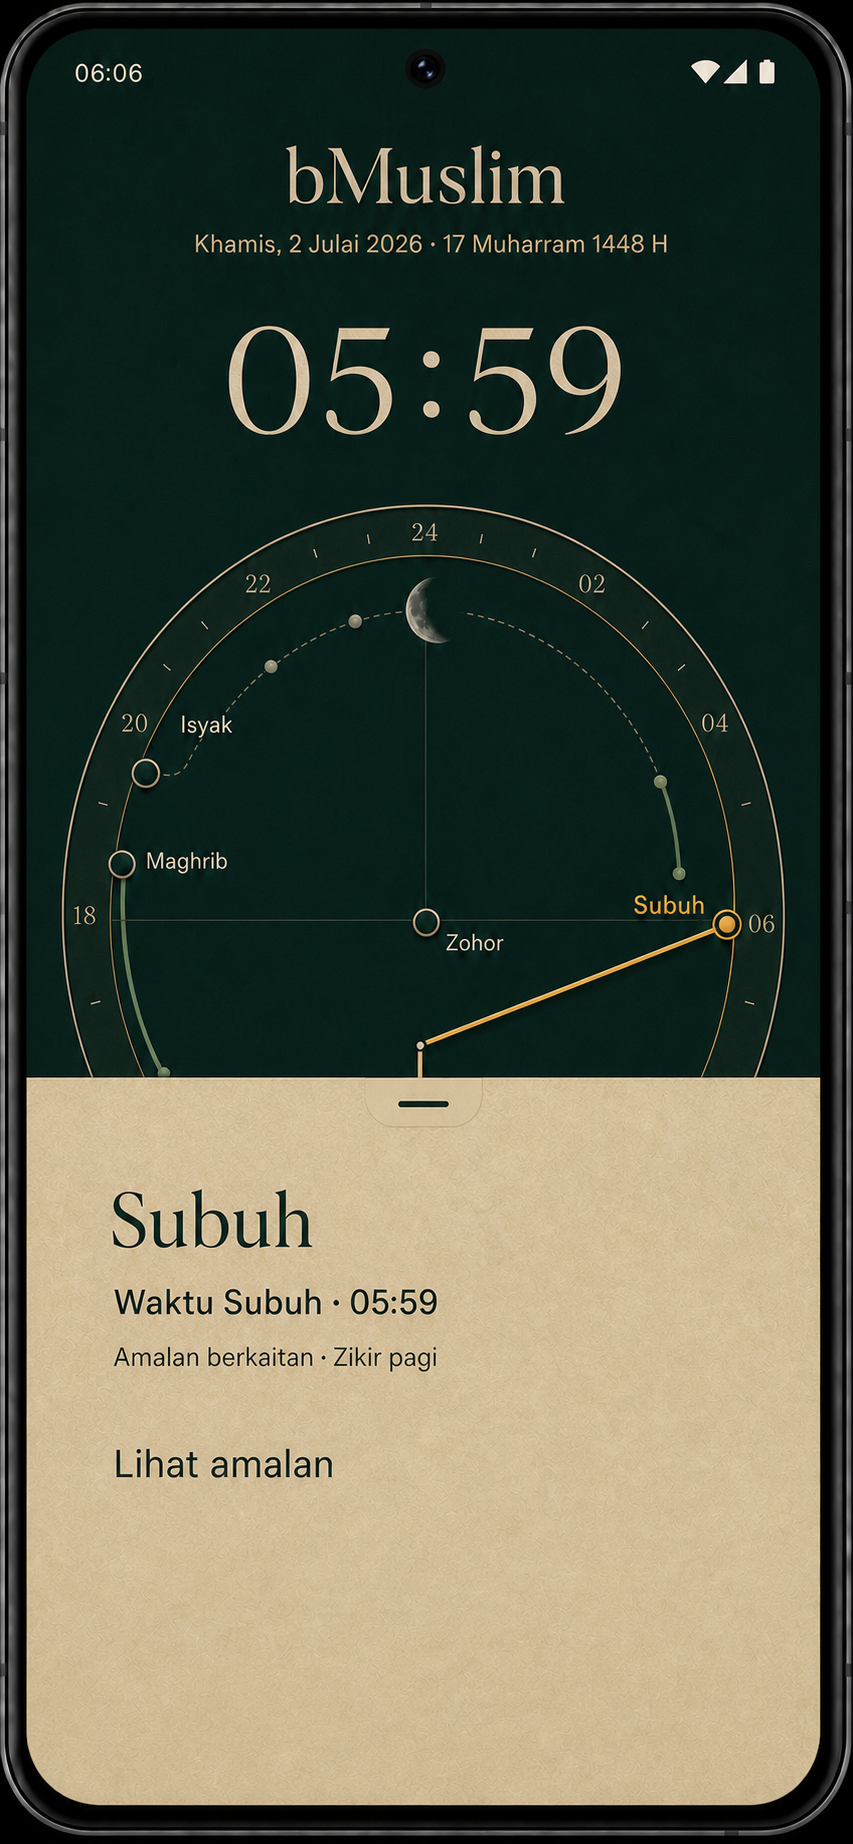 06:06
bMuslim
Khamis, 2 Julai 2026 · 17 Muharram 1448 H
05:59
24
22
02
20
Isyak
04
Maghrib
18
Subuh
06
Zohor
Subuh
Waktu Subuh · 05:59
Amalan berkaitan · Zikir pagi
Lihat amalan